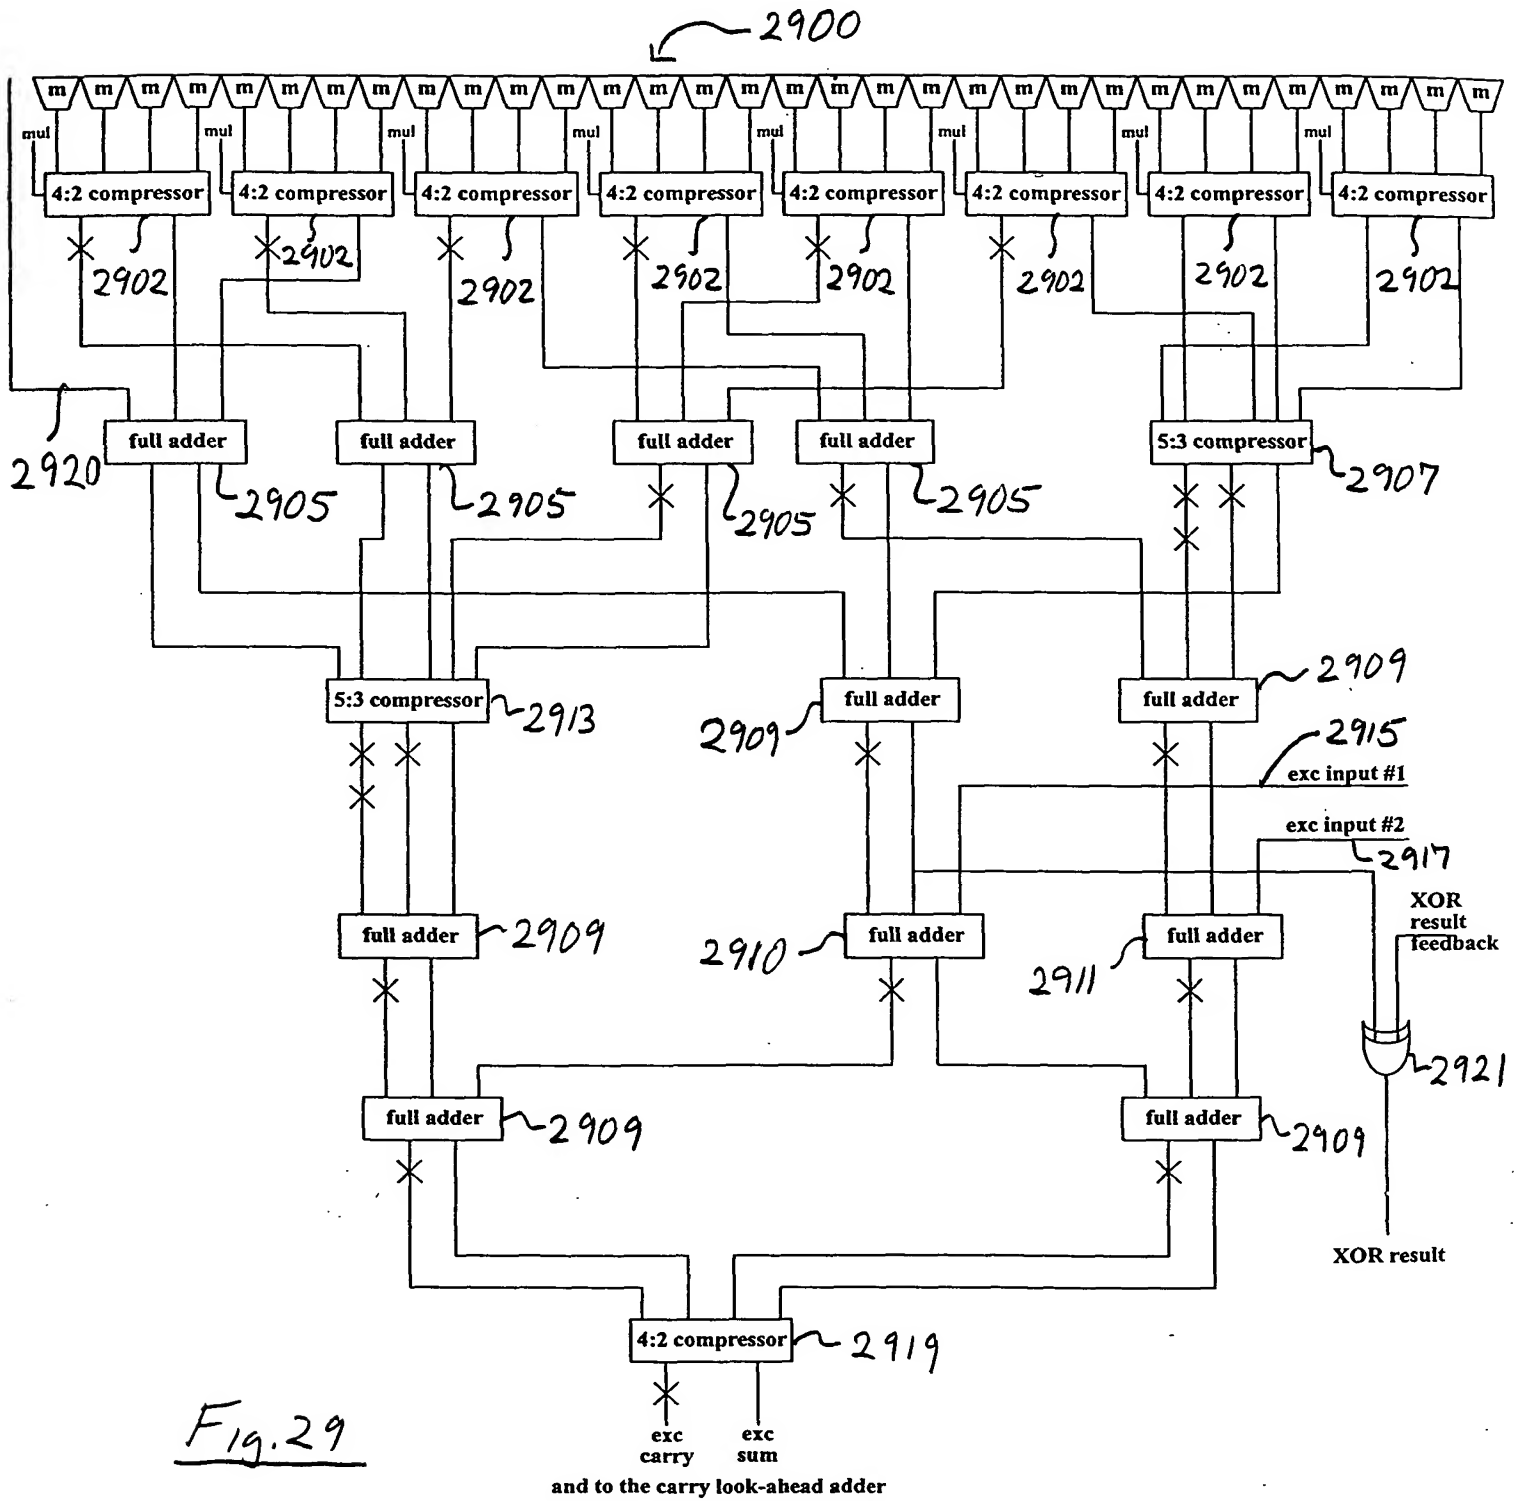 2900
m m m m m m m m m m m m m m m m m m m m m m m m m m m m m m m m
mul mul mul mul mul mul mul mul
4:2 compressor 4:2 compressor 4:2 compressor 4:2 compressor 4:2 compressor 4:2 compressor 4:2 compressor 4:2 compressor
2902 2902 2902 2902 2902 2902 2902 2902
full adder full adder full adder full adder 5:3 compressor
2920 2905 2905 2905 2905 2907
5:3 compressor full adder full adder
2913 2909 2909
2915
exc input #1
exc input #2
2917
XOR
result
feedback
full adder full adder full adder
2909 2910 2911
2921
full adder full adder
2909 2909
XOR result
4:2 compressor
2919
exc
carry
exc
sum
and to the carry look-ahead adder
Fig. 29